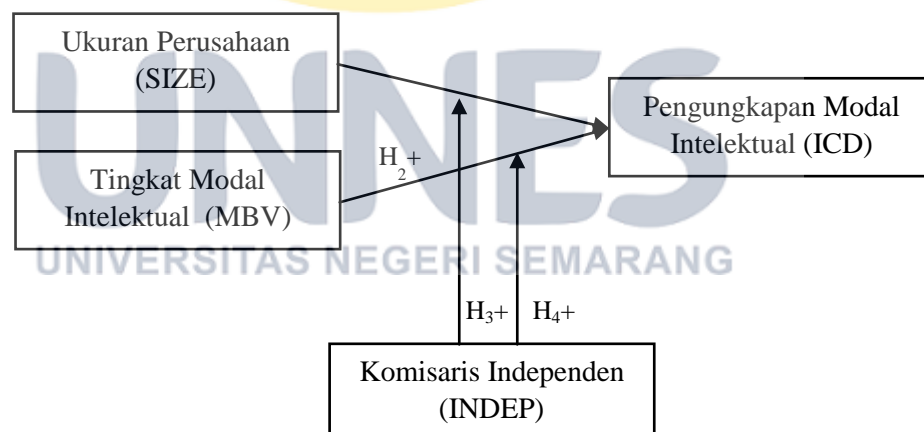 Ukuran Perusahaan
(SIZE)
Pengungkapan Modal
Intelektual (ICD)
H2+
Tingkat Modal
Intelektual (MBV)
UNNES
UNIVERSITAS NEGERI SEMARANG
H3+ H4+
Komisaris Independen
(INDEP)